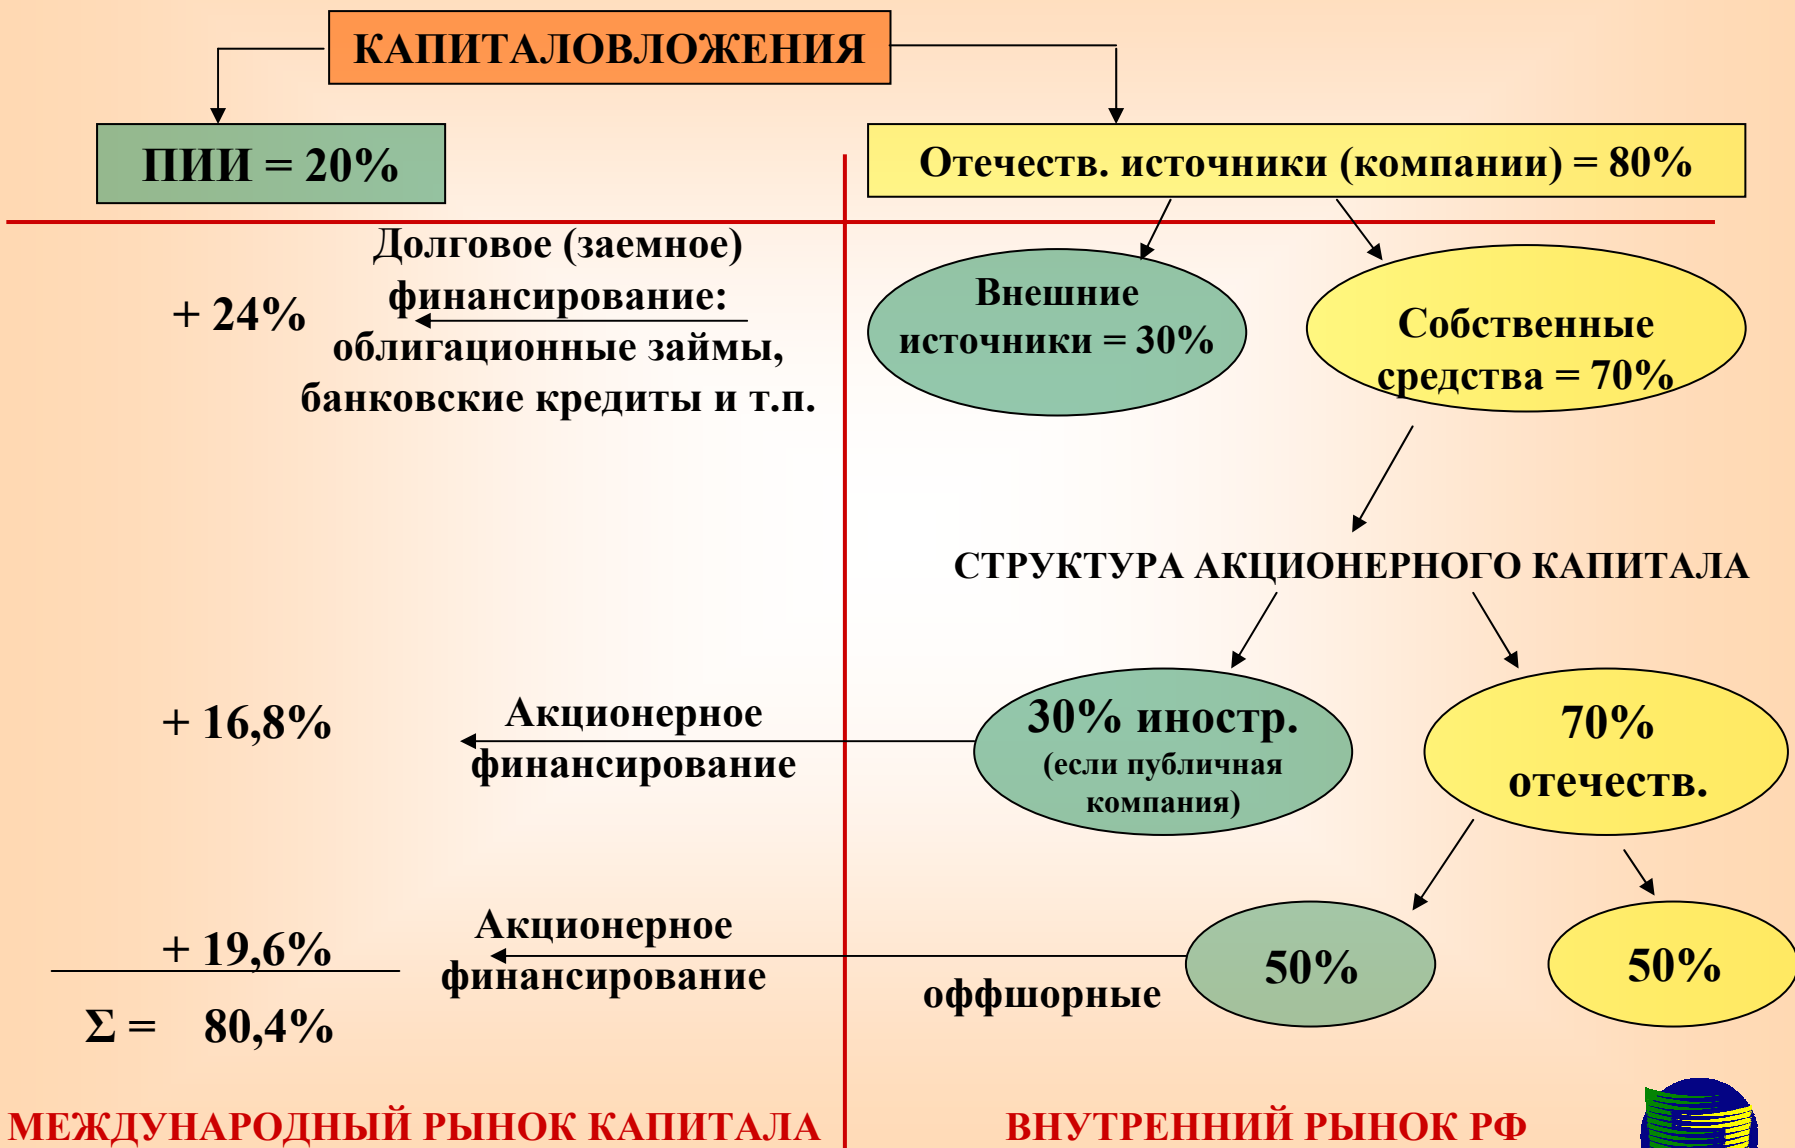 КАПИТАЛОВЛОЖЕНИЯ
ПИИ = 20%
Отечеств. источники (компании) = 80%
+ 24%
Долговое (заемное)
финансирование:
облигационные займы,
банковские кредиты и т.п.
Внешние
источники = 30%
Собственные
средства = 70%
СТРУКТУРА АКЦИОНЕРНОГО КАПИТАЛА
+ 16,8%
Акционерное
финансирование
30% иностр.
(если публичная
компания)
70%
отечеств.
+ 19,6%
Акционерное
финансирование
оффшорные
50%
50%
Σ = 80,4%
МЕЖДУНАРОДНЫЙ РЫНОК КАПИТАЛА
ВНУТРЕННИЙ РЫНОК РФ